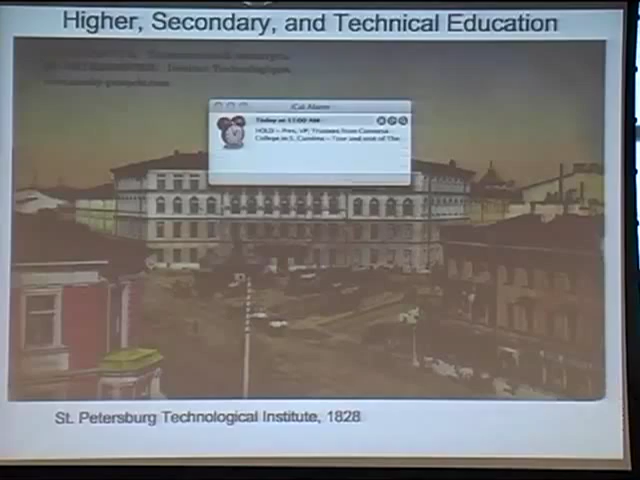 Higher, Secondary, and Technical Education
iCal Alarm
Today at 11:00 AM
HOLD -- Pres, VP, Trustees from Converse
College in S. Carolina -- Tour and visit of The
St. Petersburg Technological Institute, 1828